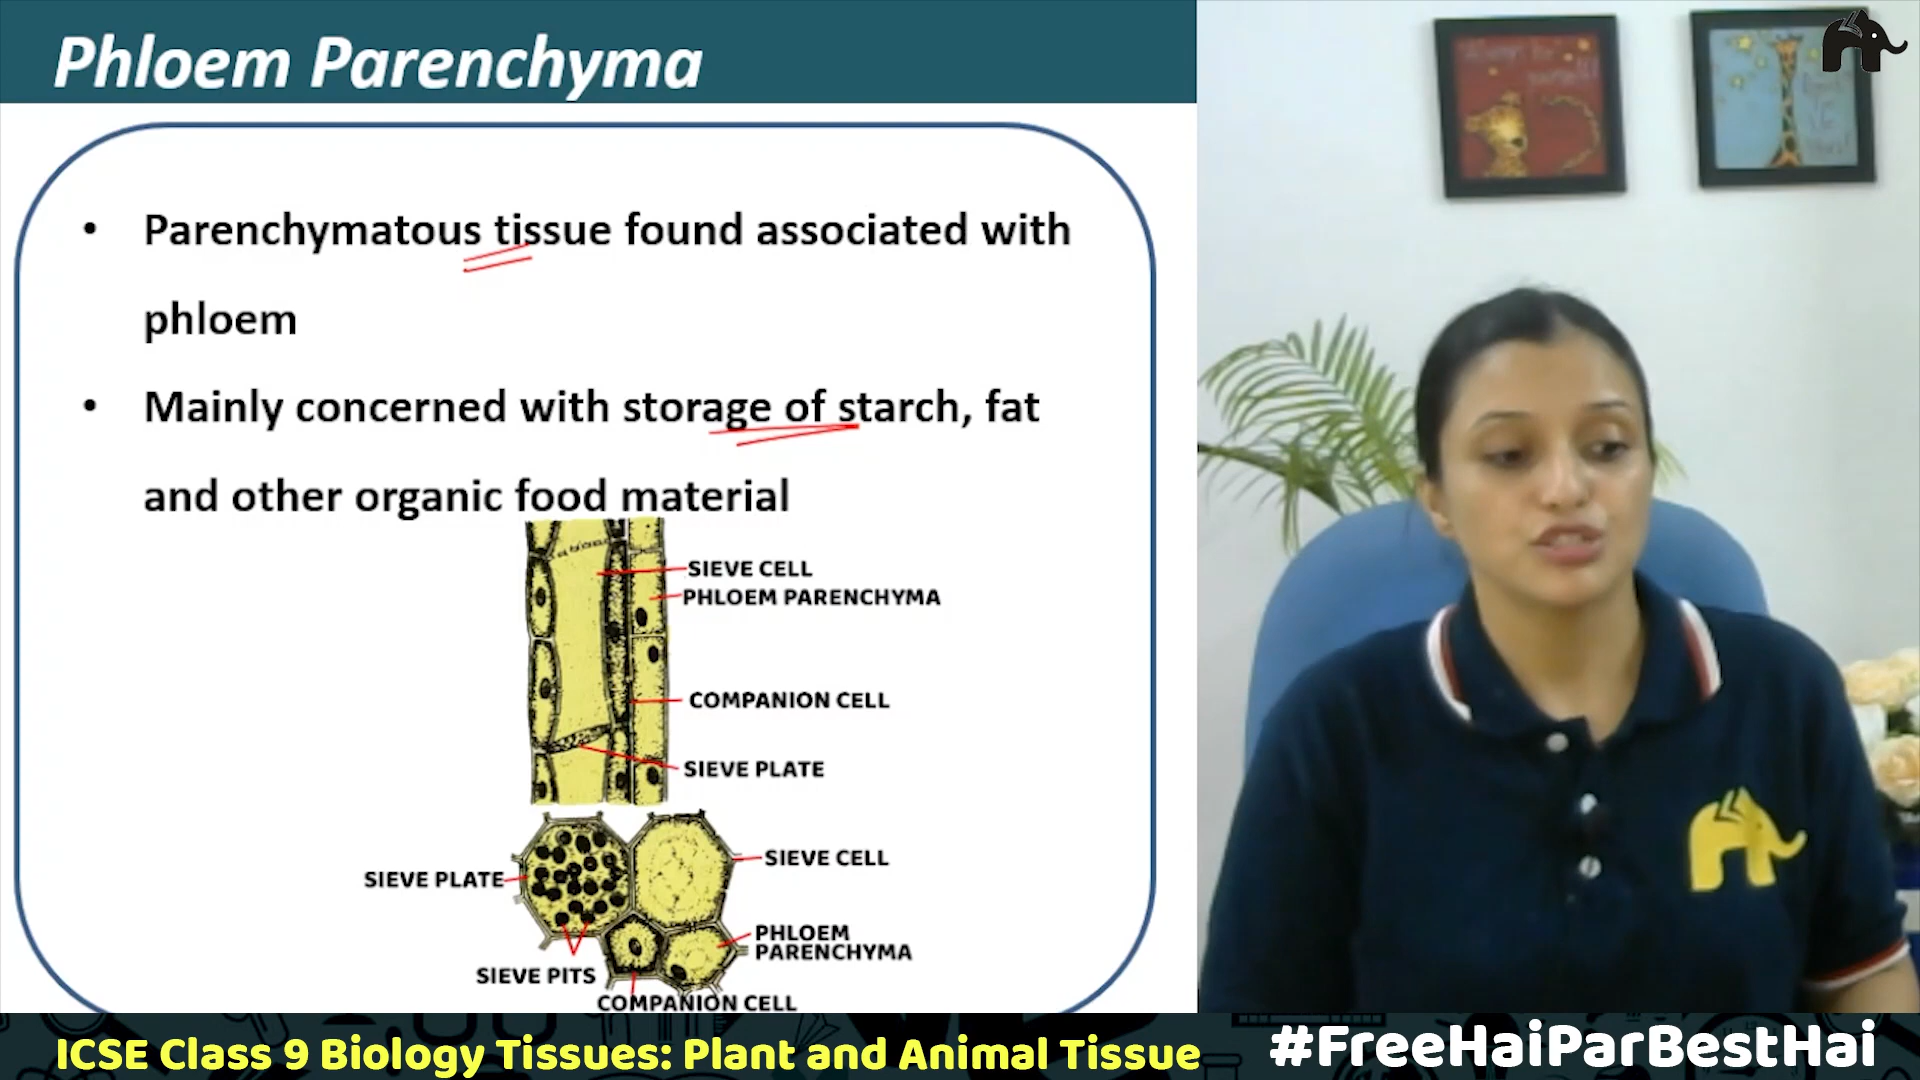 Phloem Parenchyma
• Parenchymatous tissue found associated with
phloem
• Mainly concerned with storage of starch, fat
and other organic food material
SIEVE CELL
PHLOEM PARENCHYMA
COMPANION CELL
SIEVE PLATE
SIEVE CELL
SIEVE PLATE
PHLOEM
PARENCHYMA
SIEVE PITS
COMPANION CELL
ICSE Class 9 Biology Tissues: Plant and Animal Tissue
#FreeHaiParBestHai